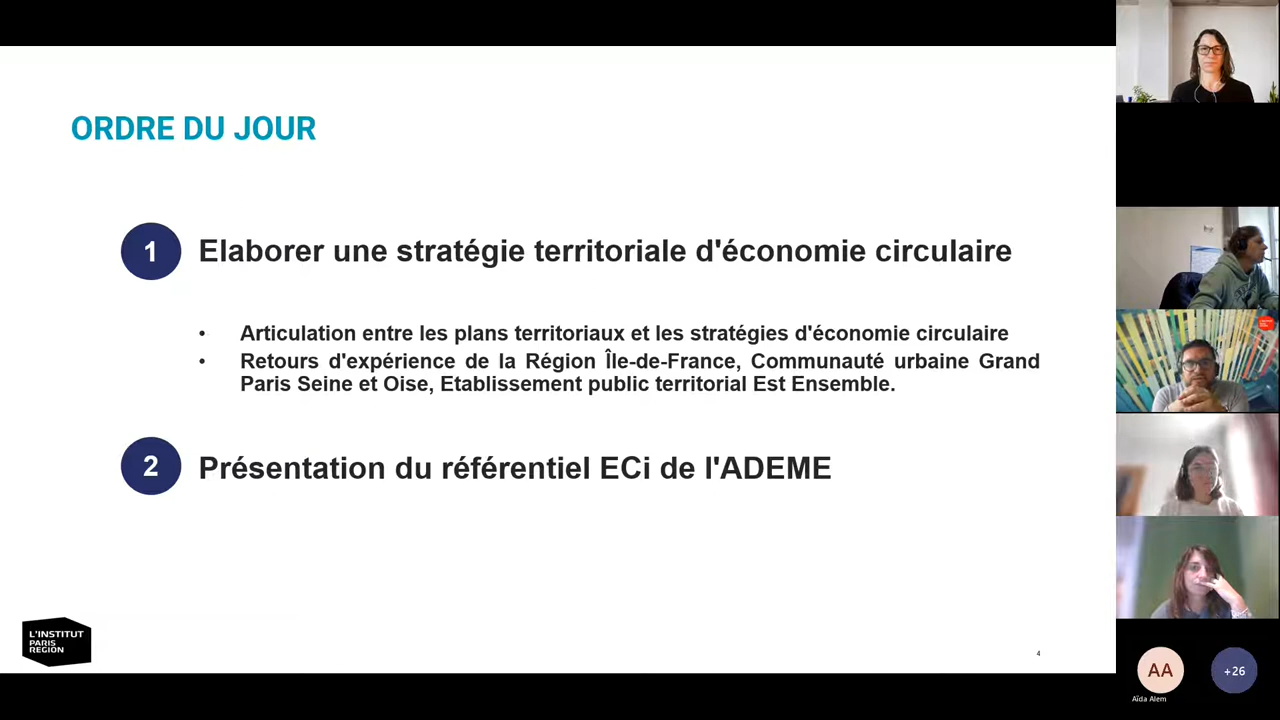 ORDRE DU JOUR
1 Elaborer une stratégie territoriale d'économie circulaire
• Articulation entre les plans territoriaux et les stratégies d'économie circulaire
• Retours d'expérience de la Région Île-de-France, Communauté urbaine Grand
Paris Seine et Oise, Etablissement public territorial Est Ensemble.
2 Présentation du référentiel ECi de l'ADEME
L'INSTITUT
PARIS
REGION
4
AA
+26
Aïda Alem